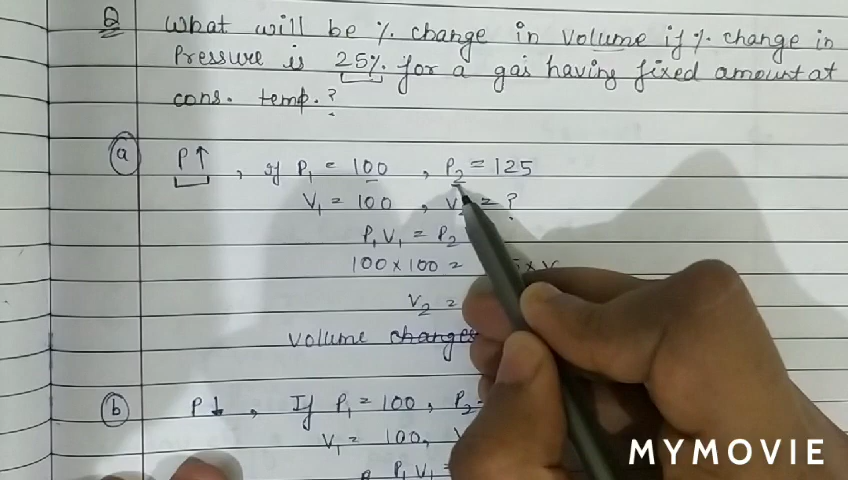 Q What will be % change in volume if % change in
Pressure is 25% for a gas having fixed amount at
cons. temp.?
(a) P↑ , if P₁ = 100 , P₂ = 125
V₁ = 100 , V₂ = ?
P₁V₁ = P₂
100 × 100 =
V₂ =
Volume changes
(b) P↓ , If P₁ = 100 , P₂
V₁ = 100,
P₁V₁ =
MYMOVIE